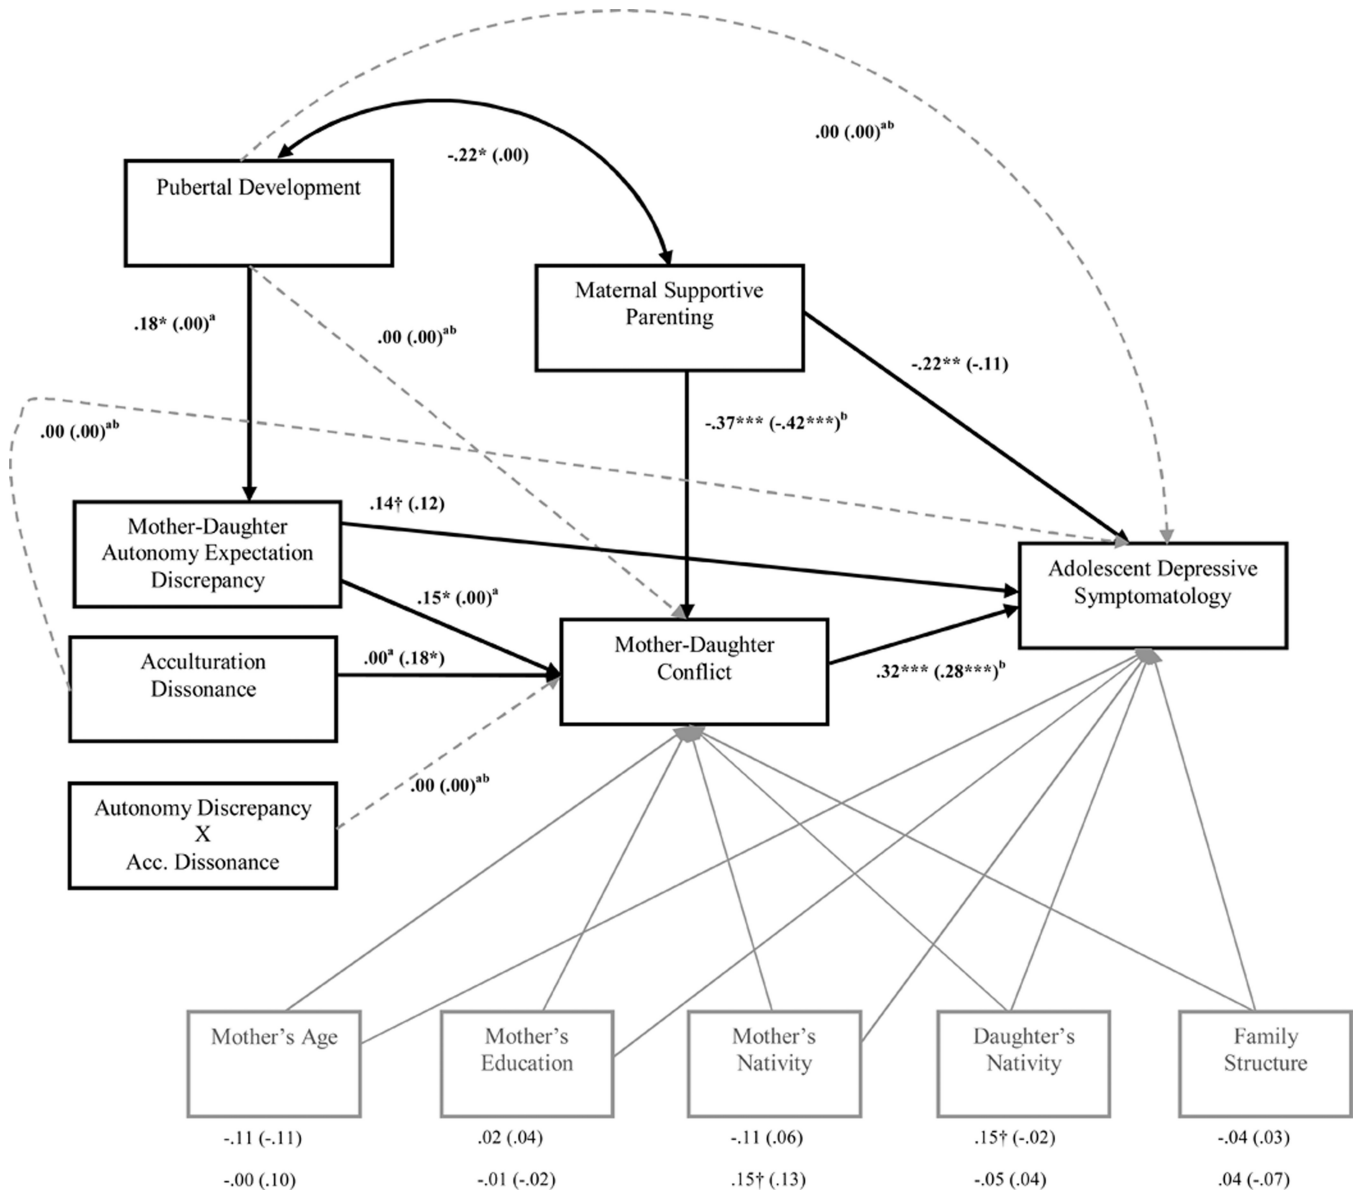 .00 (.00)ab
-.22* (.00)
Pubertal Development
Maternal Supportive
Parenting
.18* (.00)a
.00 (.00)ab
-.22** (-.11)
-.37*** (-.42***)b
.00 (.00)ab
.14† (.12)
Mother-Daughter
Autonomy Expectation
Discrepancy
Adolescent Depressive
Symptomatology
.15* (.00)a
Acculturation
Dissonance
.00a (.18*)
Mother-Daughter
Conflict
.32*** (.28***)b
.00 (.00)ab
Autonomy Discrepancy
X
Acc. Dissonance
Mother’s Age
Mother’s
Education
Mother’s
Nativity
Daughter’s
Nativity
Family
Structure
-.11 (-.11)
.02 (.04)
-.11 (.06)
.15† (-.02)
-.04 (.03)
-.00 (.10)
-.01 (-.02)
.15† (.13)
-.05 (.04)
.04 (-.07)